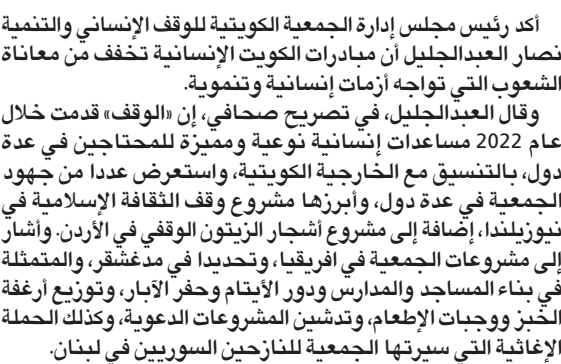 أكد رئيس مجلس إدارة الجمعية الكويتية للوقف الإنساني والتنمية
نصار العبدالجليل أن مبادرات الكويت الإنسانية تخفف من معاناة
الشعوب التي تواجه أزمات إنسانية وتنموية.
وقال العبدالجليل، في تصريح صحافي، إن «الوقف» قدمت خلال
عام 2022 مساعدات إنسانية نوعية ومميزة للمحتاجين في عدة
دول، بالتنسيق مع الخارجية الكويتية، واستعرض عددا من جهود
الجمعية في عدة دول، وأبرزها مشروع وقف الثقافة الإسلامية في
نيوزيلندا، إضافة إلى مشروع أشجار الزيتون الوقفي في الأردن. وأشار
إلى مشروعات الجمعية في افريقيا، وتحديدا في مدغشقر، والمتمثلة
في بناء المساجد والمدارس ودور الأيتام وحفر الآبار، وتوزيع أرغفة
الخبز ووجبات الإطعام، وتدشين المشروعات الدعوية، وكذلك الحملة
الإغاثية التي سيرتها الجمعية للنازحين السوريين في لبنان.